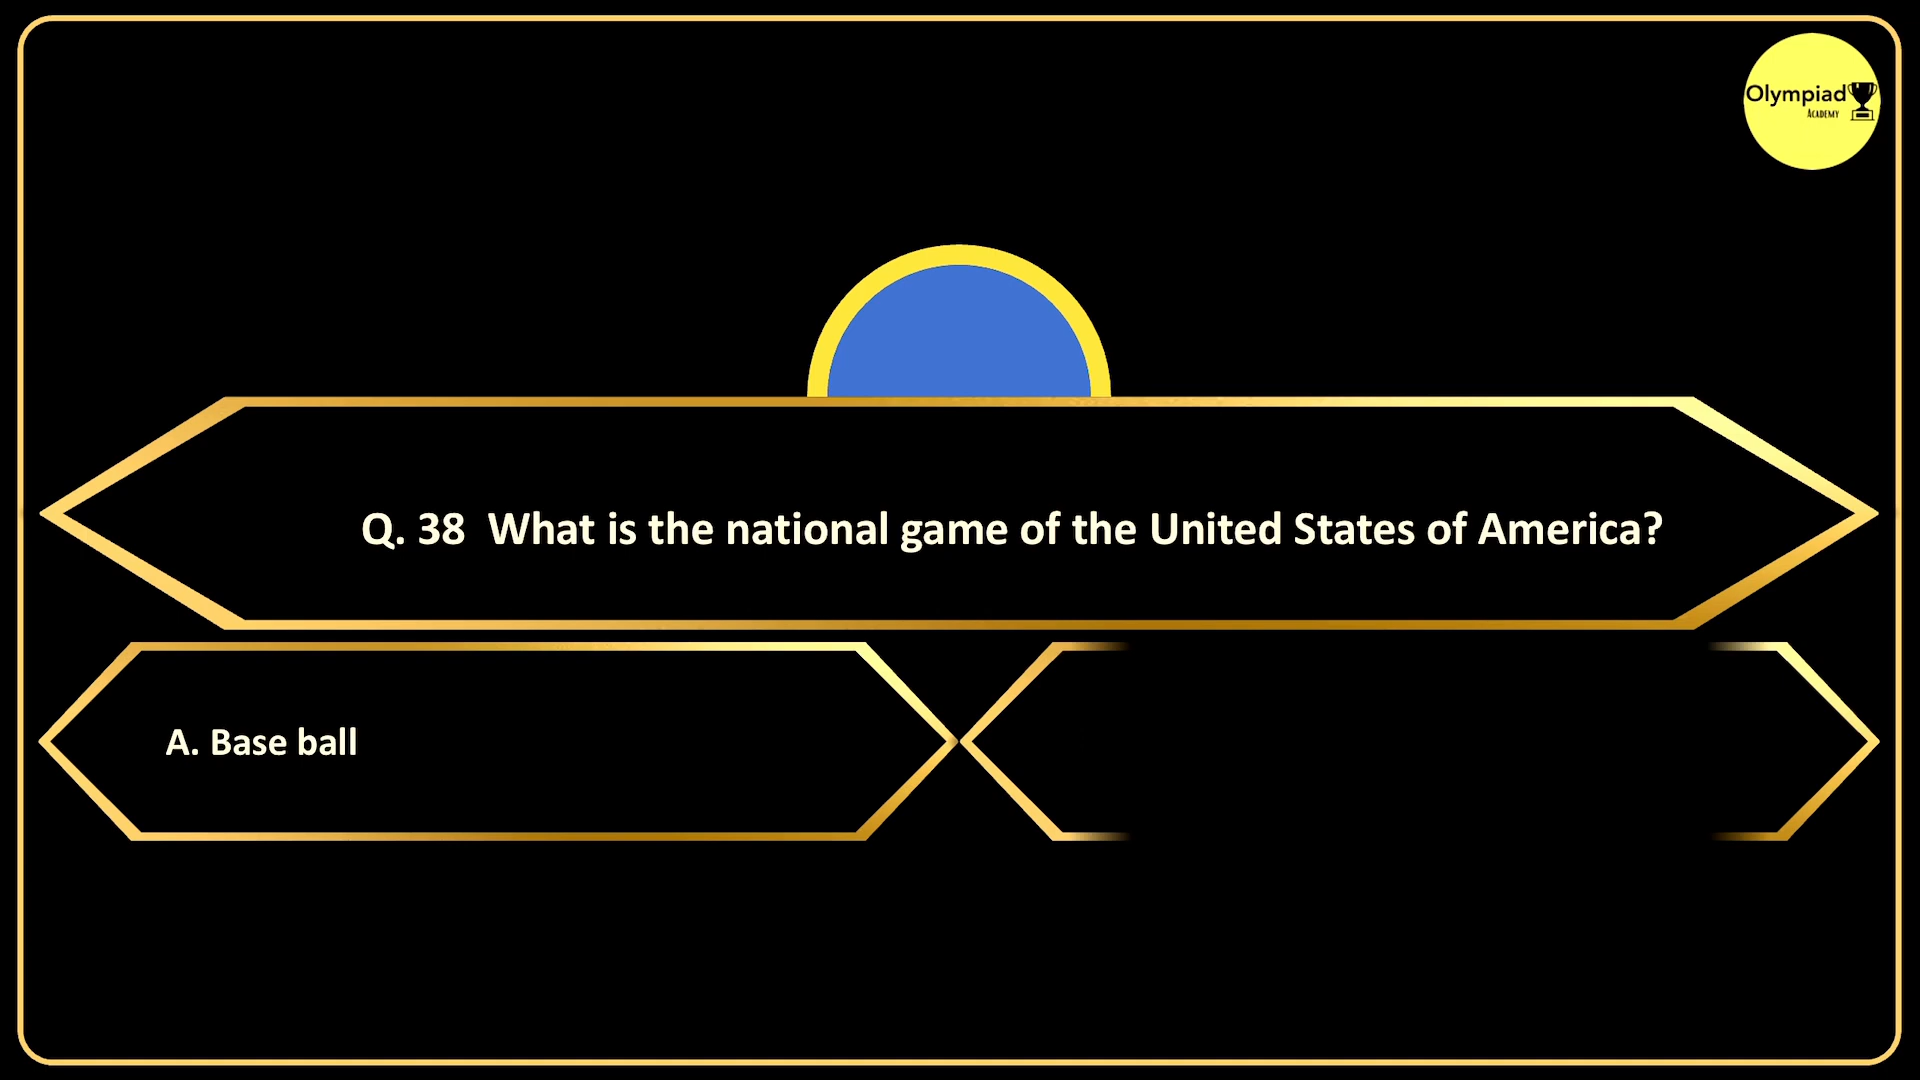 Olympiad
Academy
Q. 38 What is the national game of the United States of America?
A. Base ball